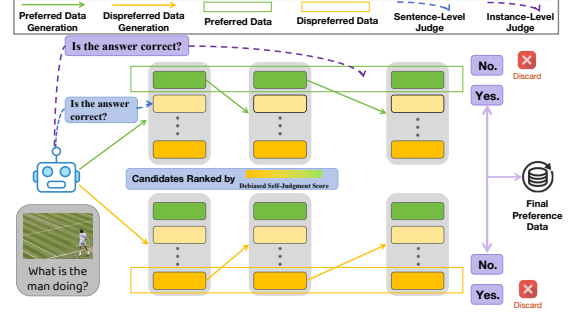 Preferred Data
Generation
Dispreferred Data
Generation
Preferred Data
Dispreferred Data
Sentence-Level
Judge
Instance-Level
Judge
Is the answer correct?
Is the answer
correct?
No.
Discard
Yes.
Candidates Ranked by
Debiased Self-Judgment Score
Final
Preference
Data
What is the
man doing?
No.
Yes.
Discard